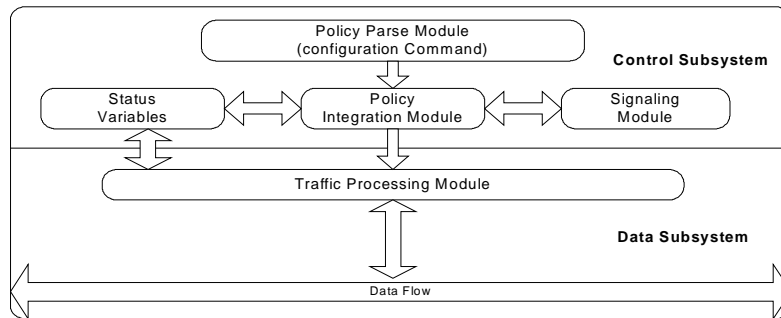 Policy Parse Module
(configuration Command)
Control Subsystem
Status
Variables
Policy
Integration Module
Signaling
Module
Traffic Processing Module
Data Subsystem
Data Flow